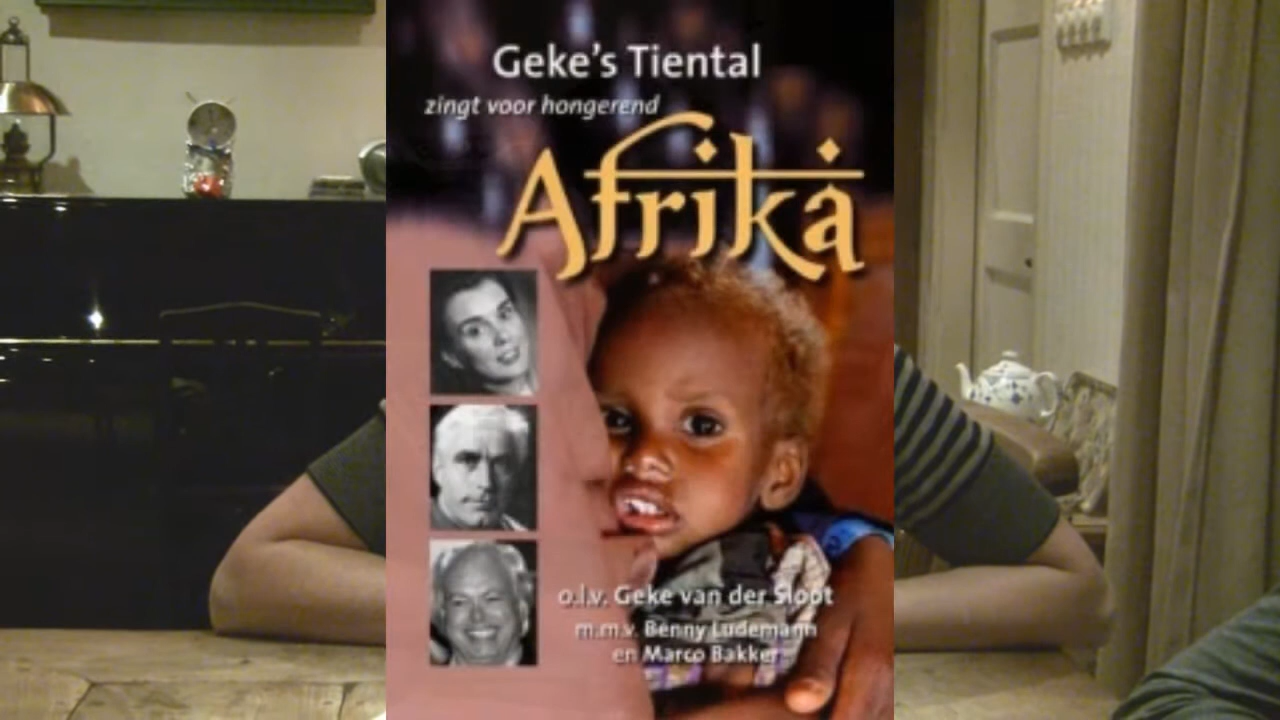 Geke's Tiental
zingt voor hongerend
Afrika
o.l.v. Geke van der Sloot
m.m.v. Benny Ludemann
en Marco Bakker